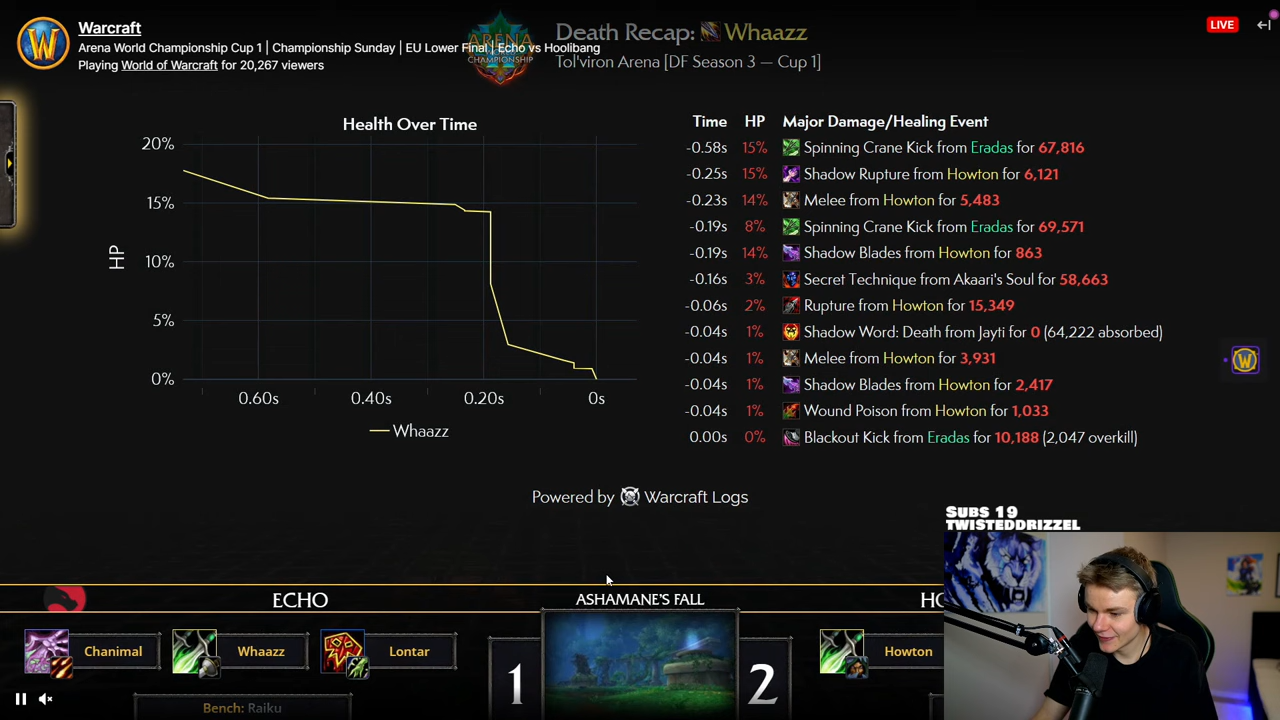 Warcraft
Arena World Championship Cup 1 | Championship Sunday | EU Lower Final | Echo vs Hoolibang
Playing World of Warcraft for 20,267 viewers
ARENA
CHAMPIONSHIP
Death Recap: Whaazz
Tol'viron Arena [DF Season 3 — Cup 1]
LIVE
Health Over Time
20%
15%
10%
5%
0%
HP
0.60s 0.40s 0.20s 0s
Whaazz
Time HP Major Damage/Healing Event
-0.58s 15% Spinning Crane Kick from Eradas for 67,816
-0.25s 15% Shadow Rupture from Howton for 6,121
-0.23s 14% Melee from Howton for 5,483
-0.19s 8% Spinning Crane Kick from Eradas for 69,571
-0.19s 14% Shadow Blades from Howton for 863
-0.16s 3% Secret Technique from Akaari's Soul for 58,663
-0.06s 2% Rupture from Howton for 15,349
-0.04s 1% Shadow Word: Death from Jayti for 0 (64,222 absorbed)
-0.04s 1% Melee from Howton for 3,931
-0.04s 1% Shadow Blades from Howton for 2,417
-0.04s 1% Wound Poison from Howton for 1,033
0.00s 0% Blackout Kick from Eradas for 10,188 (2,047 overkill)
Powered by Warcraft Logs
SUBS 19
TWISTEDDRIZZEL
ECHO
ASHAMANE'S FALL
HO
Chanimal
Whaazz
Lontar
1
2
Howton
Bench: Raiku